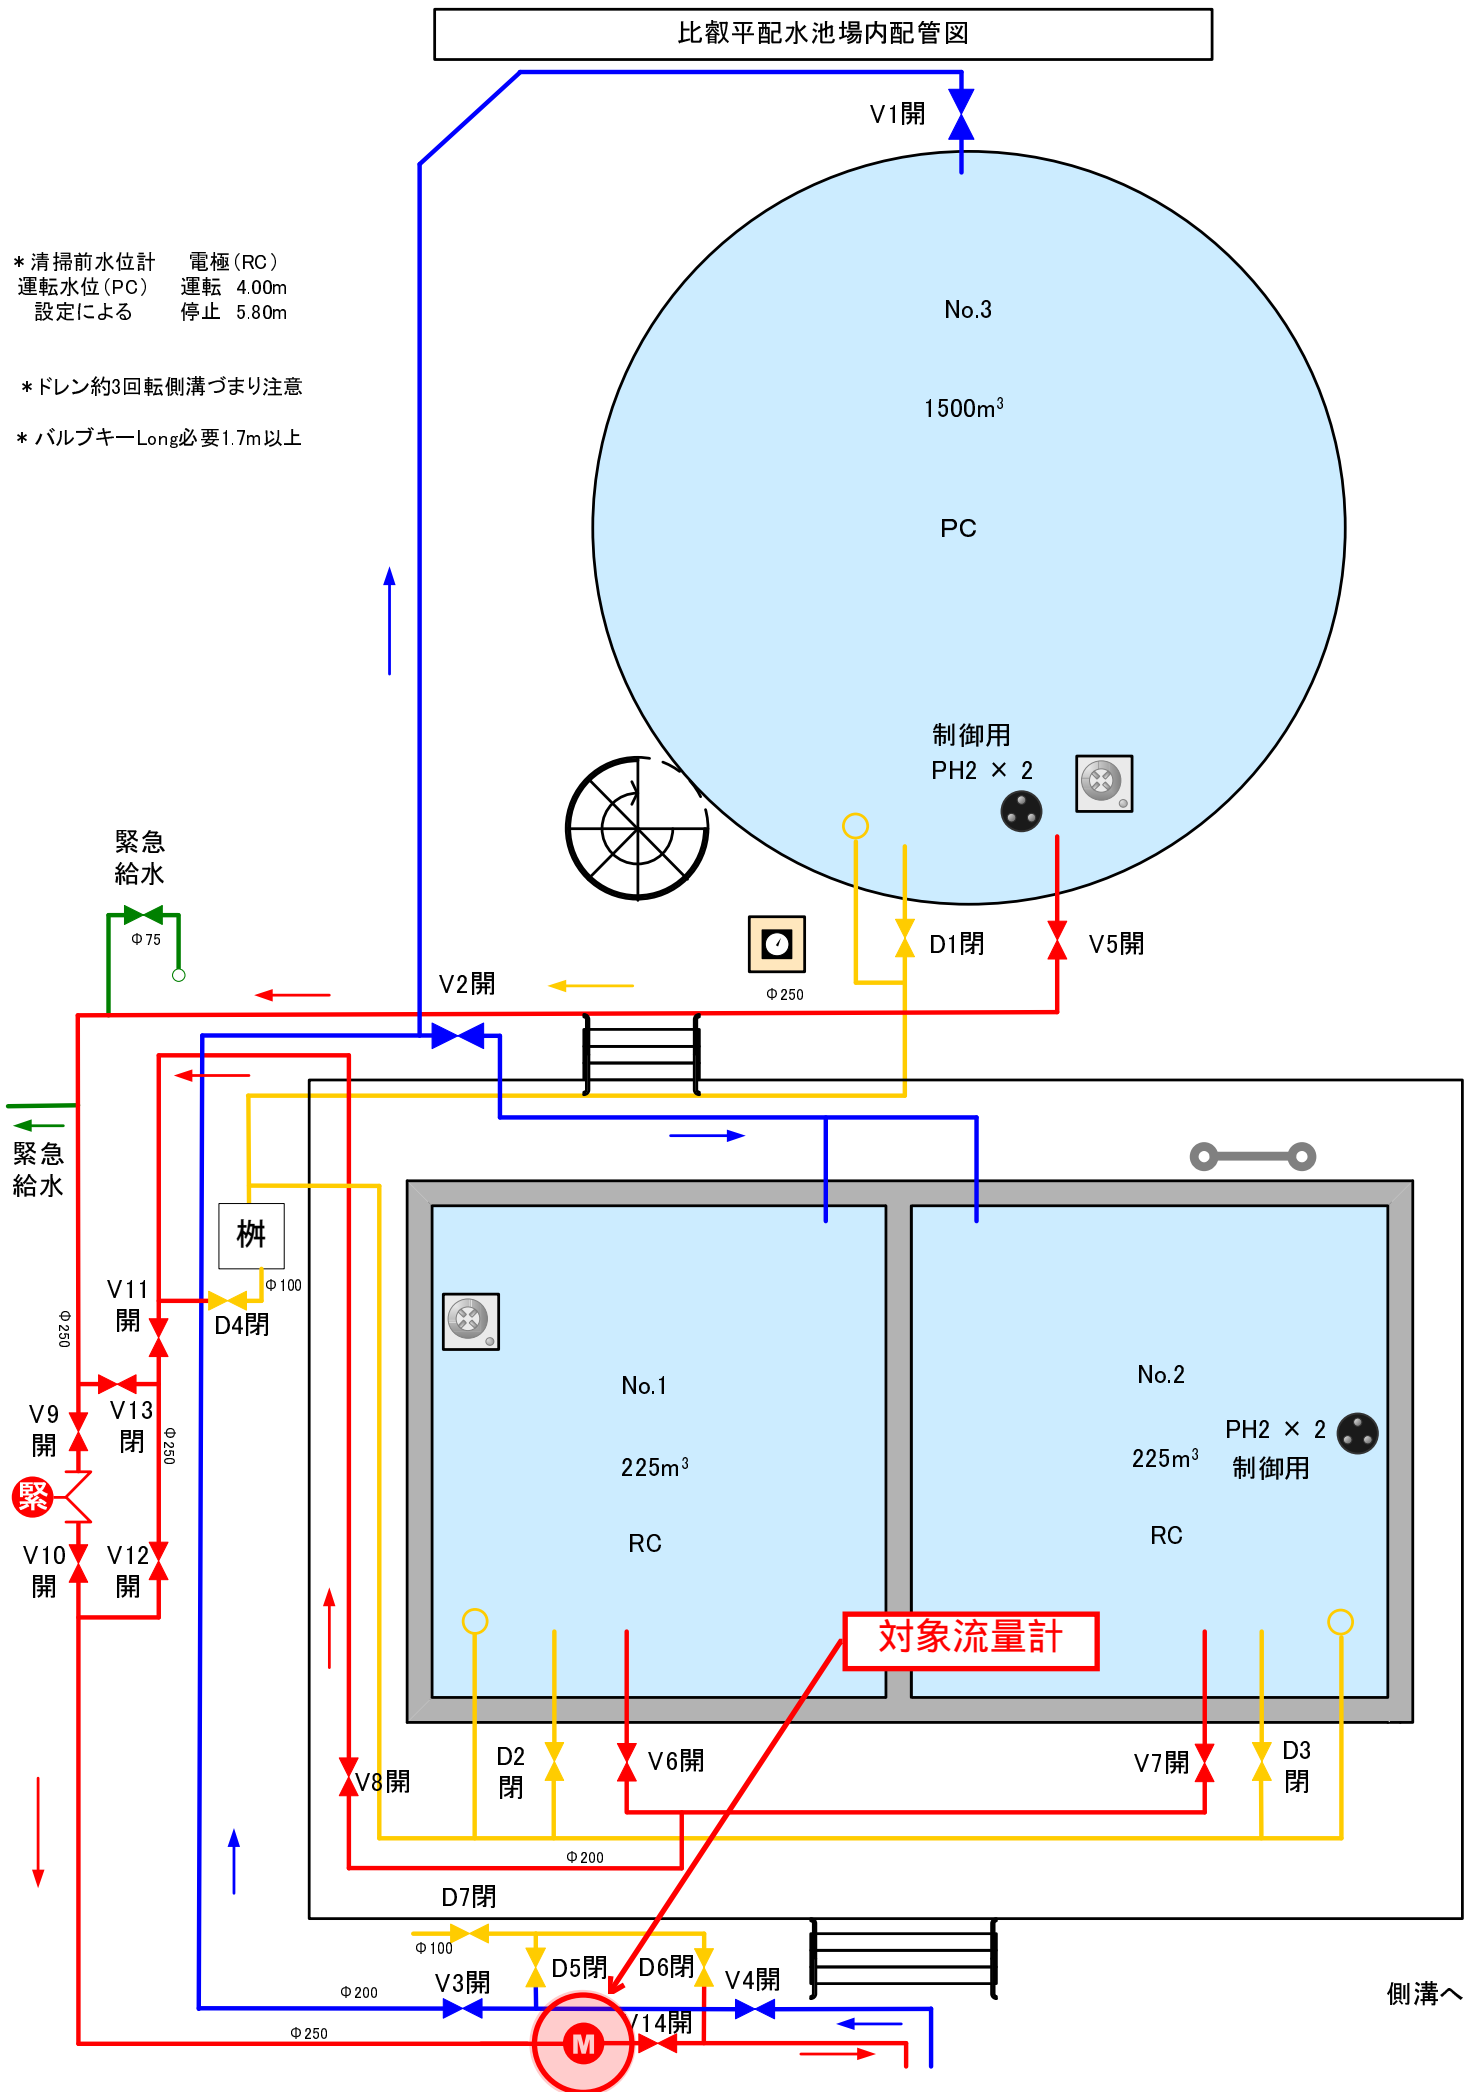 比叡平配水池場内配管図
V1開
*清掃前水位計 電極(RC)
運転水位(PC) 運転 4.00m
設定による 停止 5.80m
No.3
*ドレン約3回転側溝づまり注意
1500m³
*バルブキーLong必要1.7m以上
PC
制御用
PH2 × 2
緊急
給水
Φ75
D1閉
V5開
V2開
Φ250
緊急
給水
桝
Φ100
V11
開
D4閉
Φ250
No.1
No.2
V9
開
V13
閉
Φ250
PH2 × 2
制御用
225m³
225m³
緊
RC
RC
V10
開
V12
開
対象流量計
D2
閉
V6開
V7開
D3
閉
V8開
Φ200
D7閉
Φ100
D5閉
D6閉
V3開
V4開
Φ200
側溝へ
Φ250
V14開
M